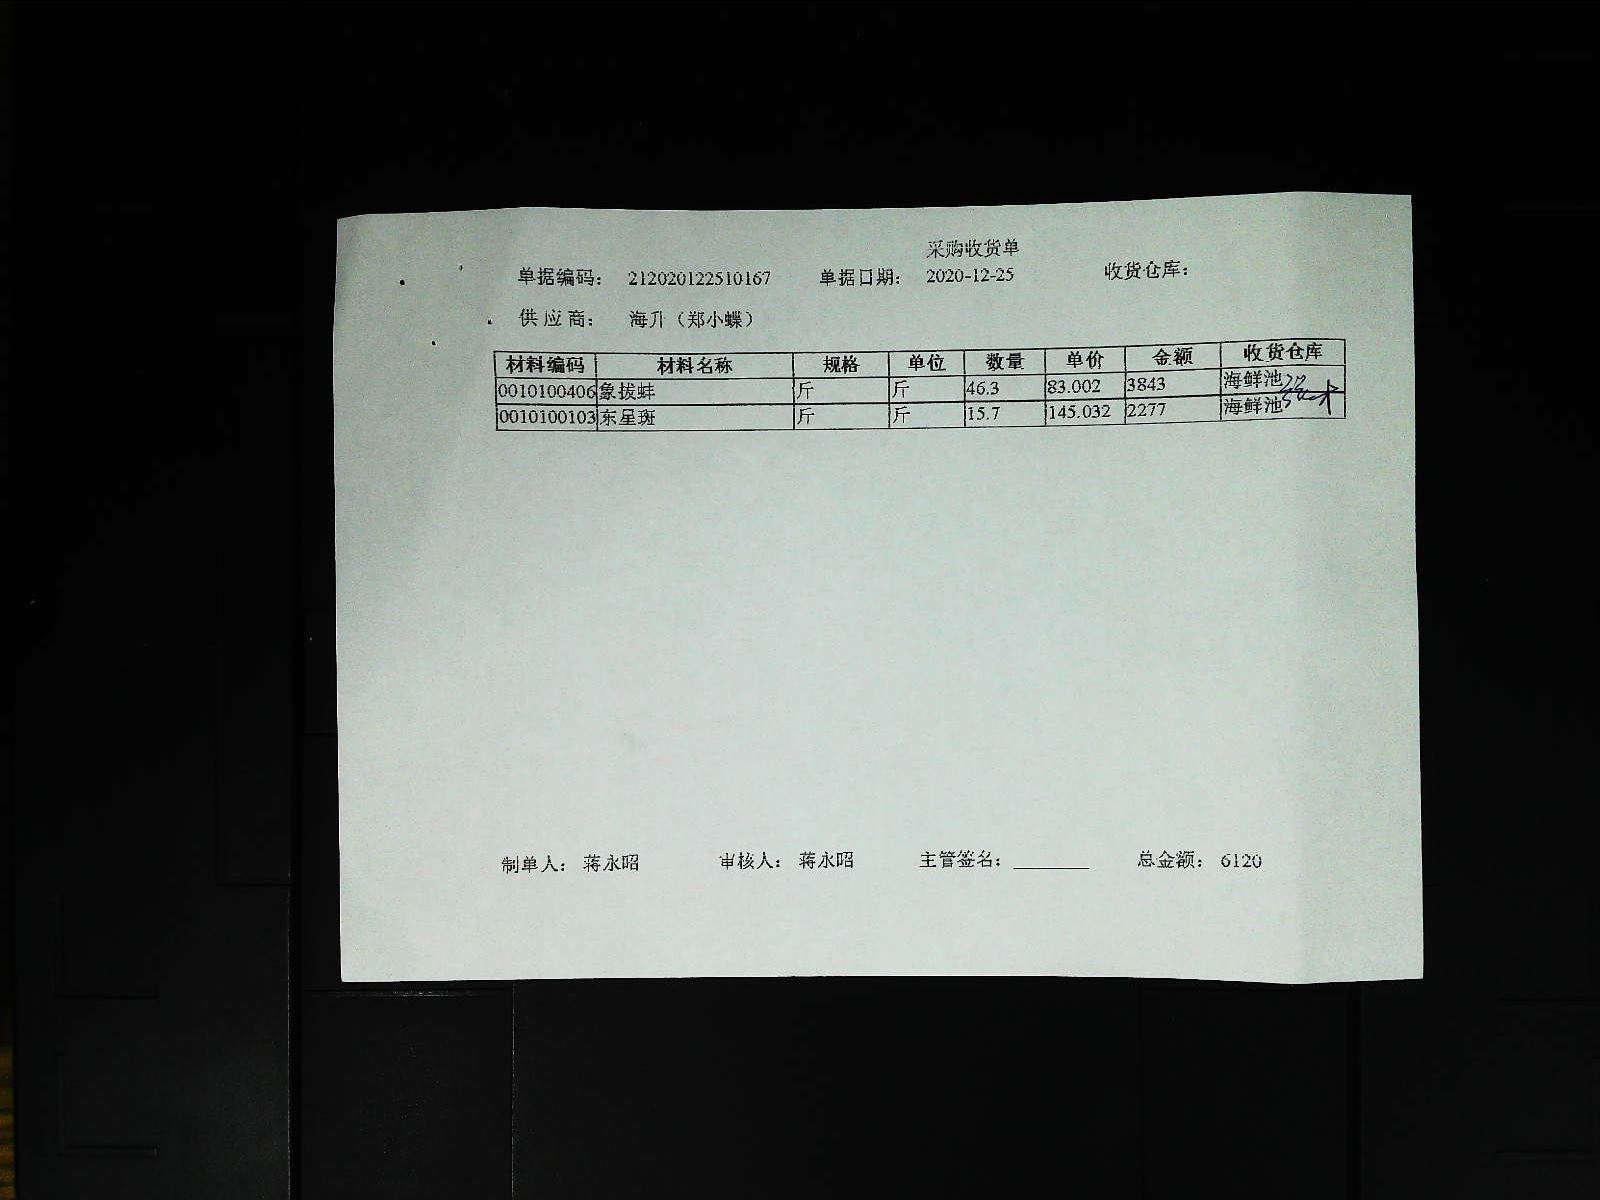 采购收货单
单据编码： 212020122510167 单据日期： 2020-12-25 收货仓库：
供应商： 海升（郑小蝶）
材料编码 材料名称 规格 单位 数量 单价 金额 收货仓库
0010100406 象拔蚌 斤 斤 46.3 83.002 3843 海鲜池
0010100103 东星斑 斤 斤 15.7 145.032 2277 海鲜池
制单人： 蒋永昭 审核人： 蒋永昭 主管签名： 总金额： 6120